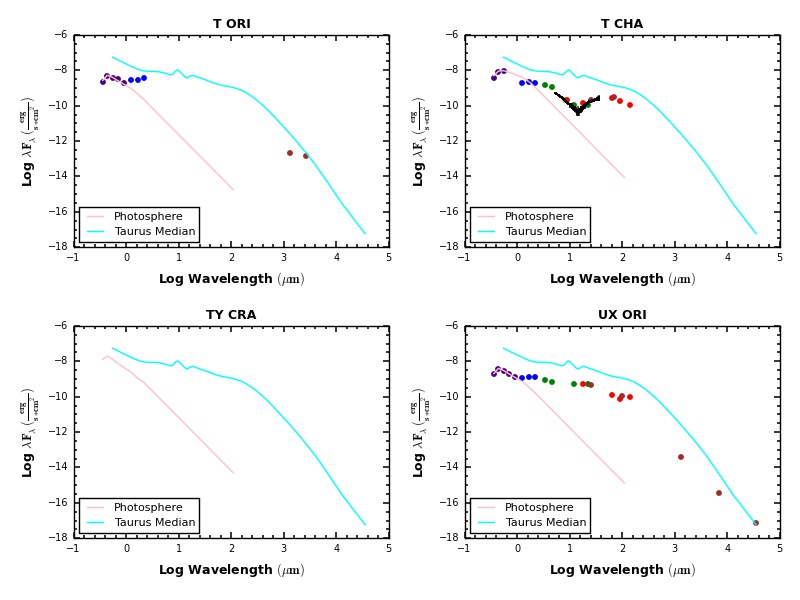 T ORI
−6
−8
−10
−12
−14
−16
−18
Log λF_λ (erg / s*cm²)
Photosphere
Taurus Median
−1 0 1 2 3 4 5
Log Wavelength (μm)
T CHA
−6
−8
−10
−12
−14
−16
−18
Log λF_λ (erg / s*cm²)
Photosphere
Taurus Median
−1 0 1 2 3 4 5
Log Wavelength (μm)
TY CRA
−6
−8
−10
−12
−14
−16
−18
Log λF_λ (erg / s*cm²)
Photosphere
Taurus Median
−1 0 1 2 3 4 5
Log Wavelength (μm)
UX ORI
−6
−8
−10
−12
−14
−16
−18
Log λF_λ (erg / s*cm²)
Photosphere
Taurus Median
−1 0 1 2 3 4 5
Log Wavelength (μm)